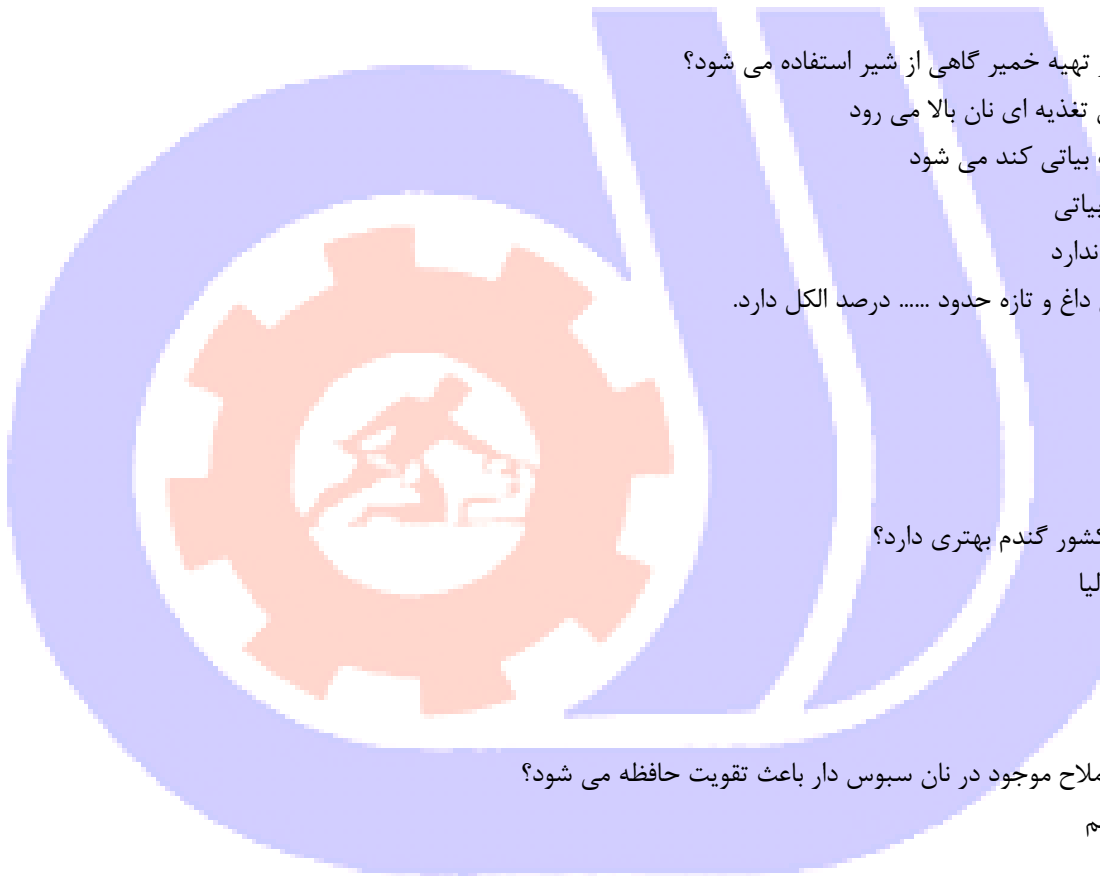 تهیه خمیر گاهی از شیر استفاده می شود؟
تغذیه ای نان بالا می رود
بیاتی کند می شود
بیاتی
ندارد
داغ و تازه حدود ...... درصد الکل دارد.
کشور گندم بهتری دارد؟
لیا
ملاح موجود در نان سبوس دار باعث تقویت حافظه می شود؟
م